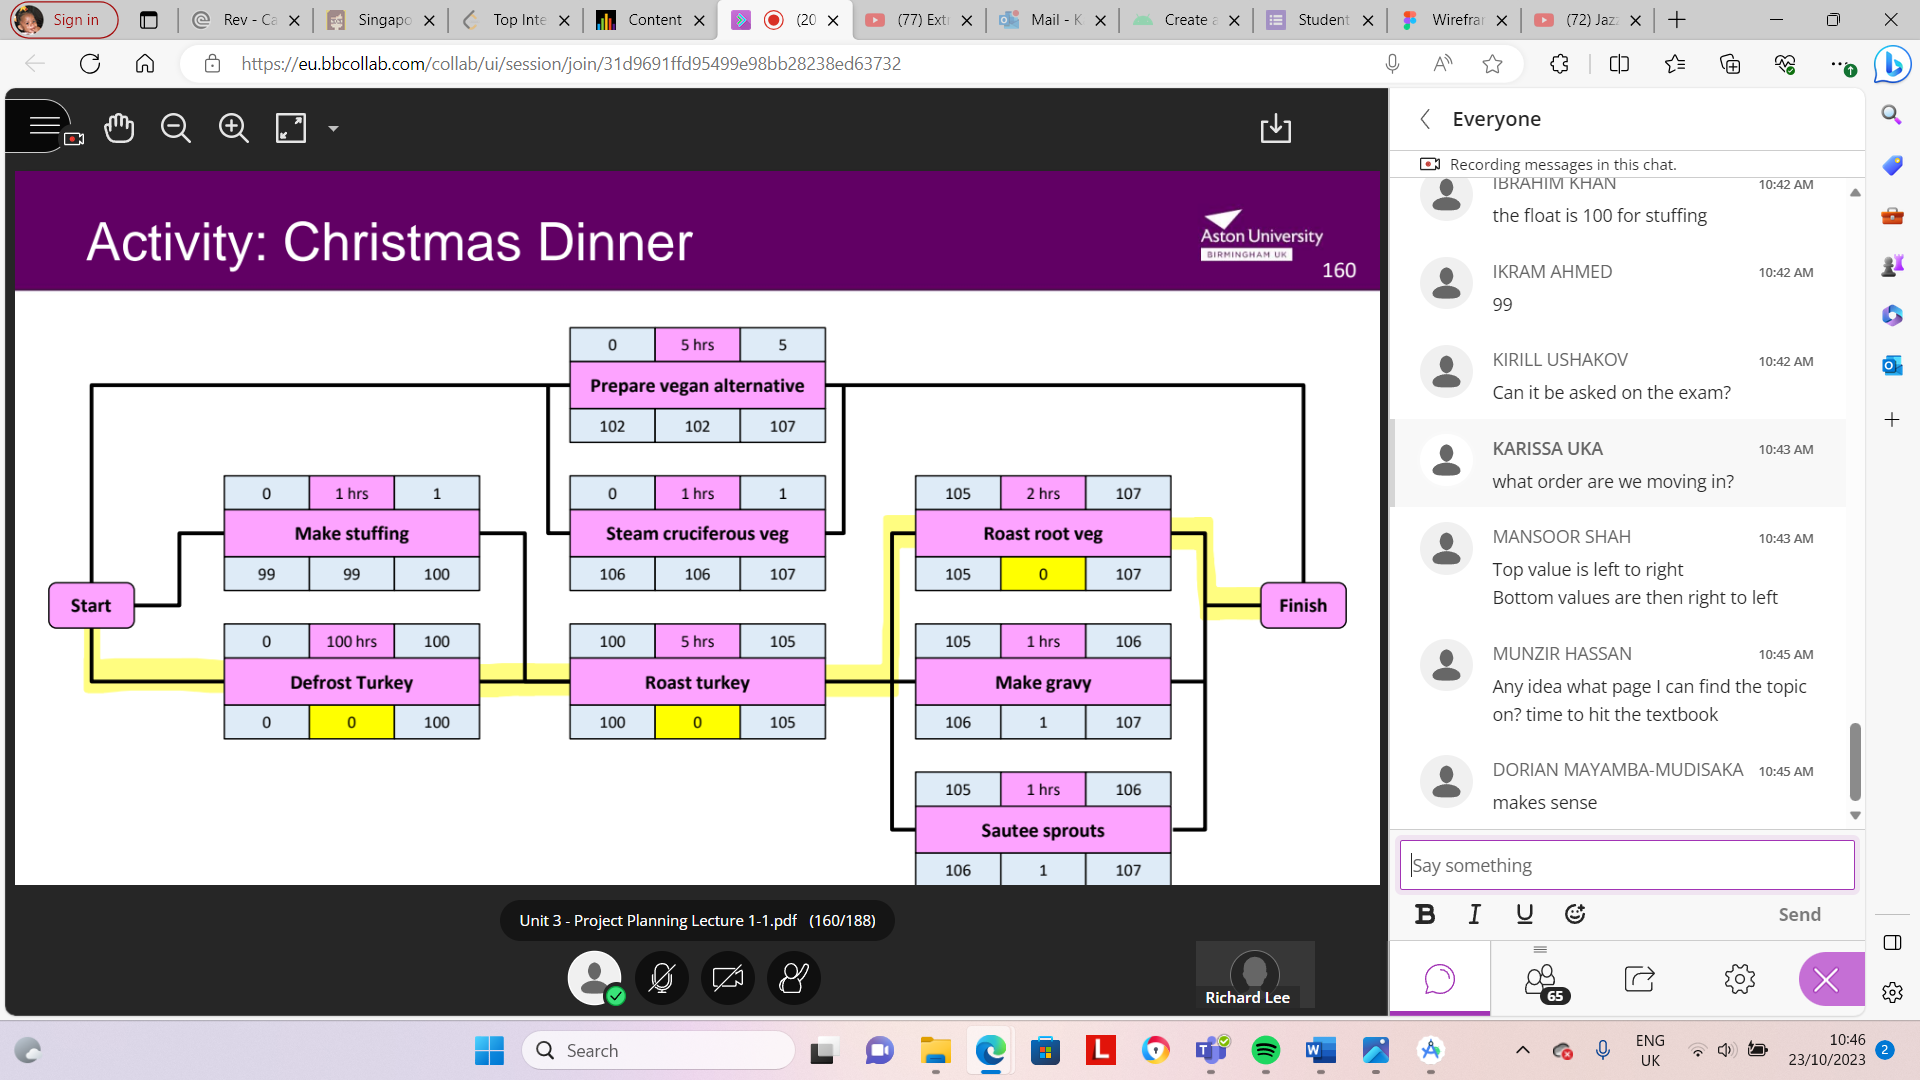 Sign in
Rev - Ca
Singapo
Top Inte
Content
(20
(77) Ext
Mail - K
Create a
Student
Wirefra
(72) Jaz
https://eu.bbcollab.com/collab/ui/session/join/31d9691ffd95499e98bb28238ed63732
Activity: Christmas Dinner
Aston University
BIRMINGHAM UK
160
0 5 hrs 5
Prepare vegan alternative
102 102 107
0 1 hrs 1
Make stuffing
99 99 100
0 1 hrs 1
Steam cruciferous veg
106 106 107
105 2 hrs 107
Roast root veg
105 0 107
Start
Finish
0 100 hrs 100
Defrost Turkey
0 0 100
100 5 hrs 105
Roast turkey
100 0 105
105 1 hrs 106
Make gravy
106 1 107
105 1 hrs 106
Sautee sprouts
106 1 107
Unit 3 - Project Planning Lecture 1-1.pdf (160/188)
Richard Lee
Everyone
Recording messages in this chat.
IBRAHIM KHAN 10:42 AM
the float is 100 for stuffing
IKRAM AHMED 10:42 AM
99
KIRILL USHAKOV 10:42 AM
Can it be asked on the exam?
KARISSA UKA 10:43 AM
what order are we moving in?
MANSOOR SHAH 10:43 AM
Top value is left to right
Bottom values are then right to left
MUNZIR HASSAN 10:45 AM
Any idea what page I can find the topic
on? time to hit the textbook
DORIAN MAYAMBA-MUDISAKA 10:45 AM
makes sense
Say something
B I U
Send
65
Search
L
ENG
UK
10:46
23/10/2023
2